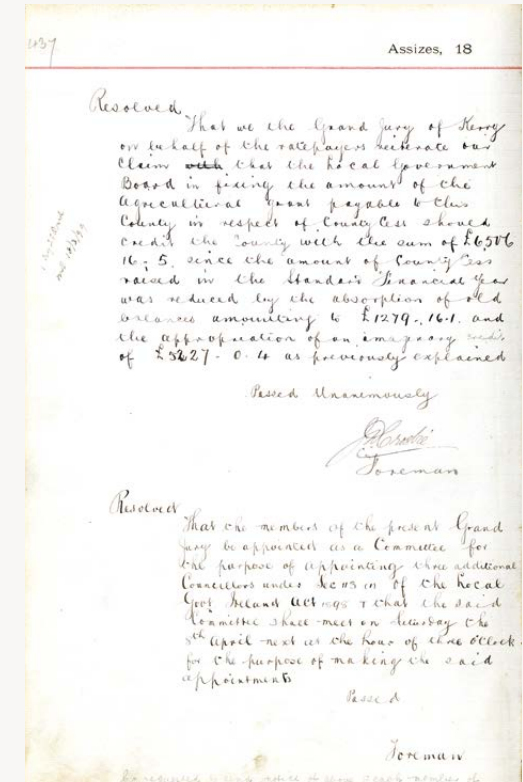 437
Assizes, 18
Resolved
That we the Grand Jury of Kerry
on behalf of the ratepayers reiterate our
Claim with that the Local Government
Board in fixing the amount of the
Agricultural grant payable to this
County in respect of County Cess should
credit the County with the sum of £6506
16. 5. since the amount of County Cess
raised in the Standard Financial Year
was reduced by the absorption of old
balances amounting to £1279. 16. 1. and
the appropriation of an imaginary credit
of £5227. 0. 4 as previously explained
Passed Unanimously
Crosbie
Foreman
Resolved
That the members of the present Grand
Jury be appointed as a Committee for
the purpose of appointing three additional
Councillors under Sec 113 of the Local
Govt Ireland Act 1898 & that the said
Committee shall meet on Saturday the
8th April next at the hour of three O'Clock
for the purpose of making the said
appointments
Passed
Foreman